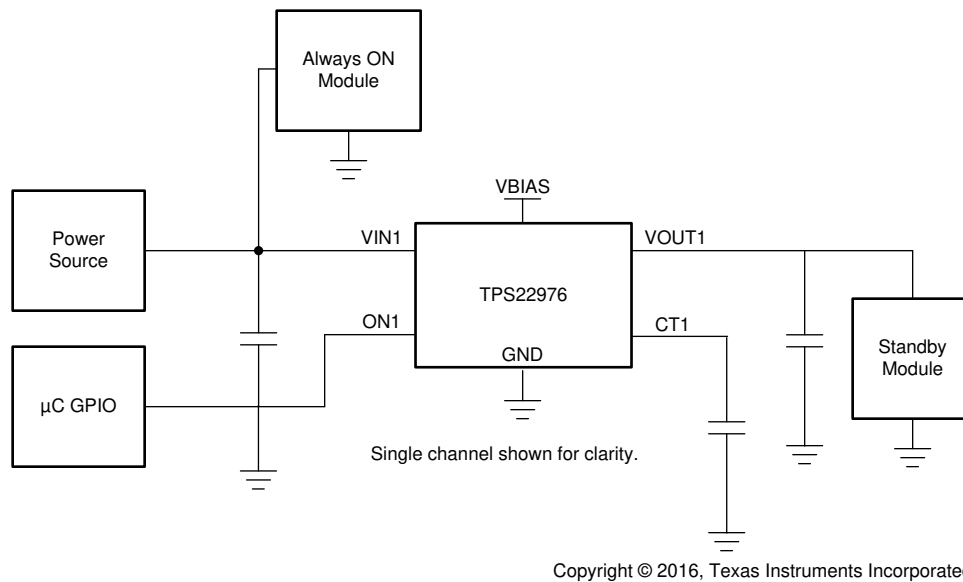 Always ON
Module
Power
Source
VBIAS
VIN1
VOUT1
TPS22976
ON1
CT1
GND
µC GPIO
Standby
Module
Single channel shown for clarity.
Copyright © 2016, Texas Instruments Incorporate